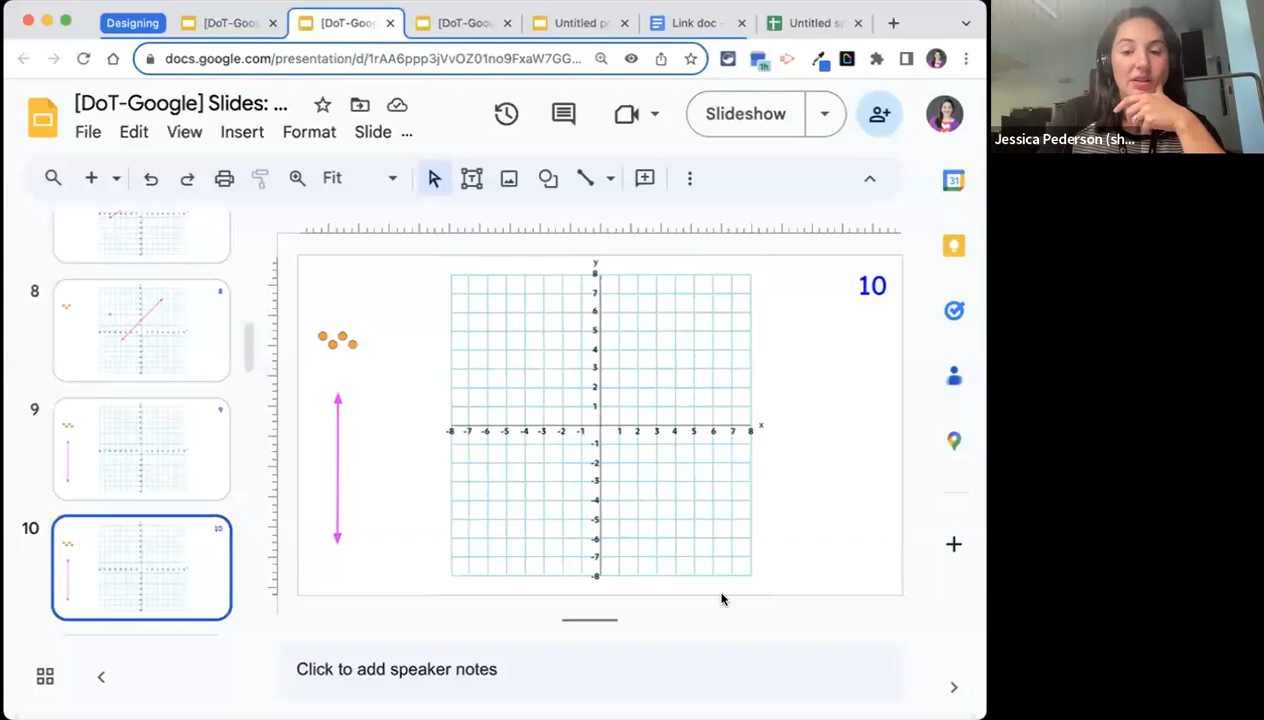 Designing
[DoT-Goo
[DoT-Goo
[DoT-Goo
Untitled p
Link doc -
Untitled s
docs.google.com/presentation/d/1rAA6ppp3jVvOZ01no9FxaW7GG...
1h
[DoT-Google] Slides: ...
File Edit View Insert Format Slide ...
Slideshow
Fit
31
8
9
10
10
y
8
7
6
5
4
3
2
1
-8 -7 -6 -5 -4 -3 -2 -1 1 2 3 4 5 6 7 8 x
-1
-2
-3
-4
-5
-6
-7
-8
Click to add speaker notes
Jessica Pederson (sh...